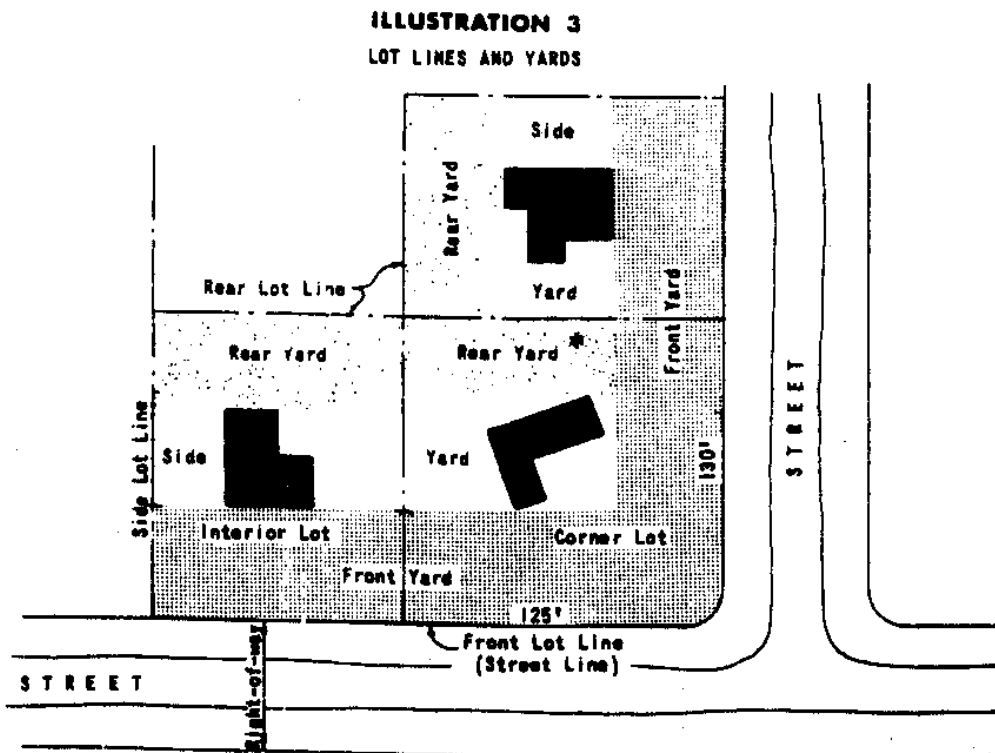 ILLUSTRATION 3
LOT LINES AND YARDS
Side
Rear Yard
Yard
Rear Lot Line
Front Yard
Rear Yard
Rear Yard *
STREET
Side Lot Line
Side
Yard
130'
Interior Lot
Corner Lot
Front Yard
125'
Front Lot Line
(Street Line)
STREET
Right-of-way